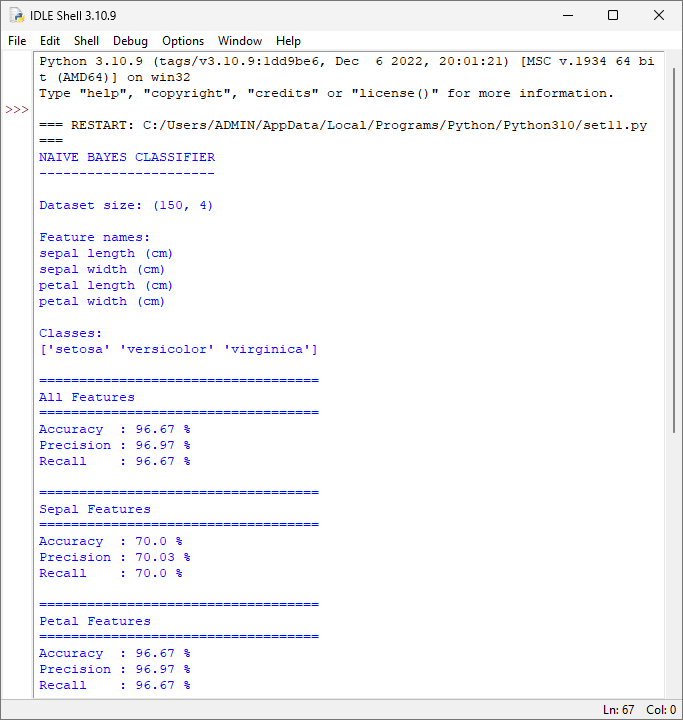 IDLE Shell 3.10.9
File Edit Shell Debug Options Window Help
Python 3.10.9 (tags/v3.10.9:1dd9be6, Dec  6 2022, 20:01:21) [MSC v.1934 64 bi
t (AMD64)] on win32
Type "help", "copyright", "credits" or "license()" for more information.
>>>
=== RESTART: C:/Users/ADMIN/AppData/Local/Programs/Python/Python310/set11.py
===
NAIVE BAYES CLASSIFIER
----------------------
Dataset size: (150, 4)
Feature names:
sepal length (cm)
sepal width (cm)
petal length (cm)
petal width (cm)
Classes:
['setosa' 'versicolor' 'virginica']
===================================
All Features
===================================
Accuracy  : 96.67 %
Precision : 96.97 %
Recall    : 96.67 %
===================================
Sepal Features
===================================
Accuracy  : 70.0 %
Precision : 70.03 %
Recall    : 70.0 %
===================================
Petal Features
===================================
Accuracy  : 96.67 %
Precision : 96.97 %
Recall    : 96.67 %
Ln: 67 Col: 0